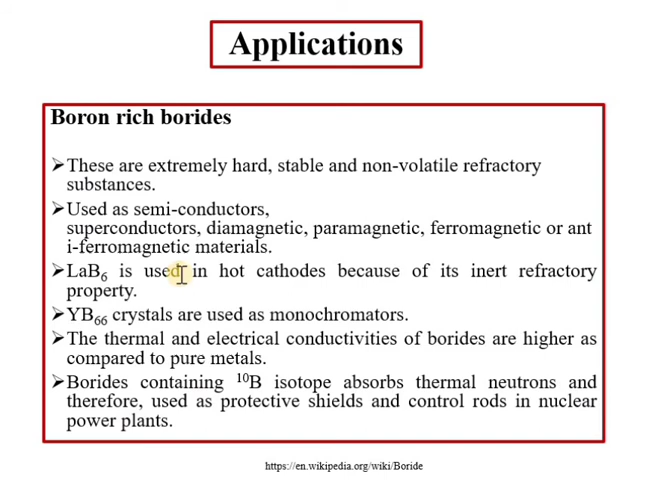 Applications
Boron rich borides
➢These are extremely hard, stable and non-volatile refractory
substances.
➢Used as semi-conductors,
superconductors, diamagnetic, paramagnetic, ferromagnetic or ant
i-ferromagnetic materials.
➢LaB₆ is used in hot cathodes because of its inert refractory
property.
➢YB₆₆ crystals are used as monochromators.
➢The thermal and electrical conductivities of borides are higher as
compared to pure metals.
➢Borides containing ¹⁰B isotope absorbs thermal neutrons and
therefore, used as protective shields and control rods in nuclear
power plants.
https://en.wikipedia.org/wiki/Boride